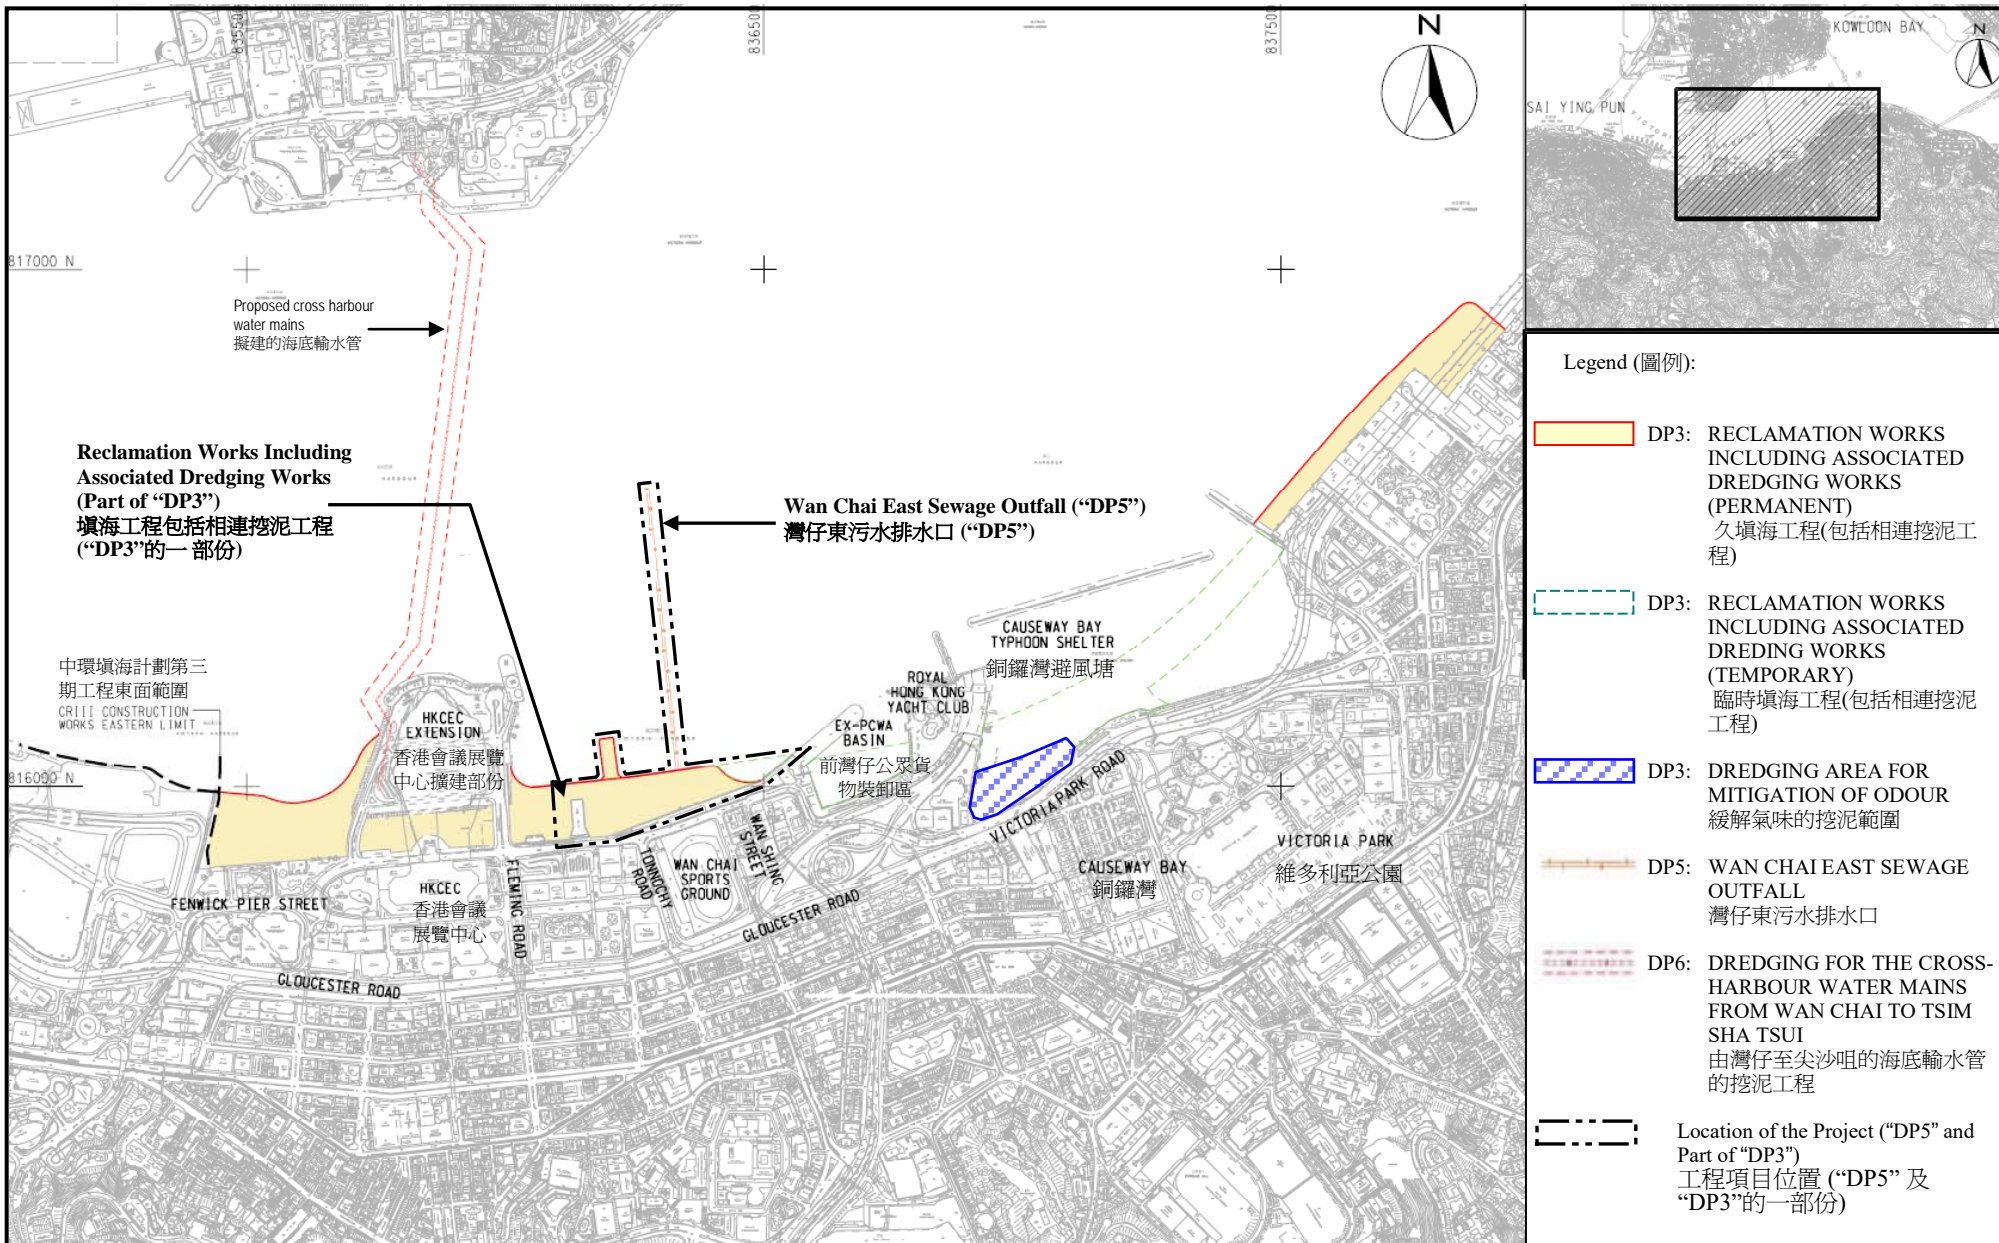 835500
836500
837500
N
817000 N
816000 N
Proposed cross harbour
water mains
擬建的海底輸水管
Reclamation Works Including
Associated Dredging Works
(Part of “DP3”)
填海工程包括相連挖泥工程
(“DP3”的一 部份)
Wan Chai East Sewage Outfall (“DP5”)
灣仔東污水排水口 (“DP5”)
中環填海計劃第三
期工程東面範圍
CRIII CONSTRUCTION
WORKS EASTERN LIMIT
HKCEC
EXTENSION
香港會議展覽
中心擴建部份
EX-PCWA
BASIN
前灣仔公眾貨
物裝卸區
ROYAL
HONG KONG
YACHT CLUB
CAUSEWAY BAY
TYPHOON SHELTER
銅鑼灣避風塘
VICTORIA PARK ROAD
VICTORIA PARK
維多利亞公園
CAUSEWAY BAY
銅鑼灣
WAN SHING
STREET
TONNOCHY
ROAD
WAN CHAI
SPORTS
GROUND
FLEMING ROAD
HKCEC
香港會議
展覽中心
FENWICK PIER STREET
GLOUCESTER ROAD
GLOUCESTER ROAD
KOWLOON BAY
N
SAI YING PUN
Legend (圖例):
DP3: RECLAMATION WORKS
INCLUDING ASSOCIATED
DREDGING WORKS
(PERMANENT)
久填海工程(包括相連挖泥工
程)
DP3: RECLAMATION WORKS
INCLUDING ASSOCIATED
DREDING WORKS
(TEMPORARY)
臨時填海工程(包括相連挖泥
工程)
DP3: DREDGING AREA FOR
MITIGATION OF ODOUR
緩解氣味的挖泥範圍
DP5: WAN CHAI EAST SEWAGE
OUTFALL
灣仔東污水排水口
DP6: DREDGING FOR THE CROSS-
HARBOUR WATER MAINS
FROM WAN CHAI TO TSIM
SHA TSUI
由灣仔至尖沙咀的海底輸水管
的挖泥工程
Location of the Project (“DP5” and
Part of “DP3”)
工程項目位置 (“DP5” 及
“DP3”的一部份)